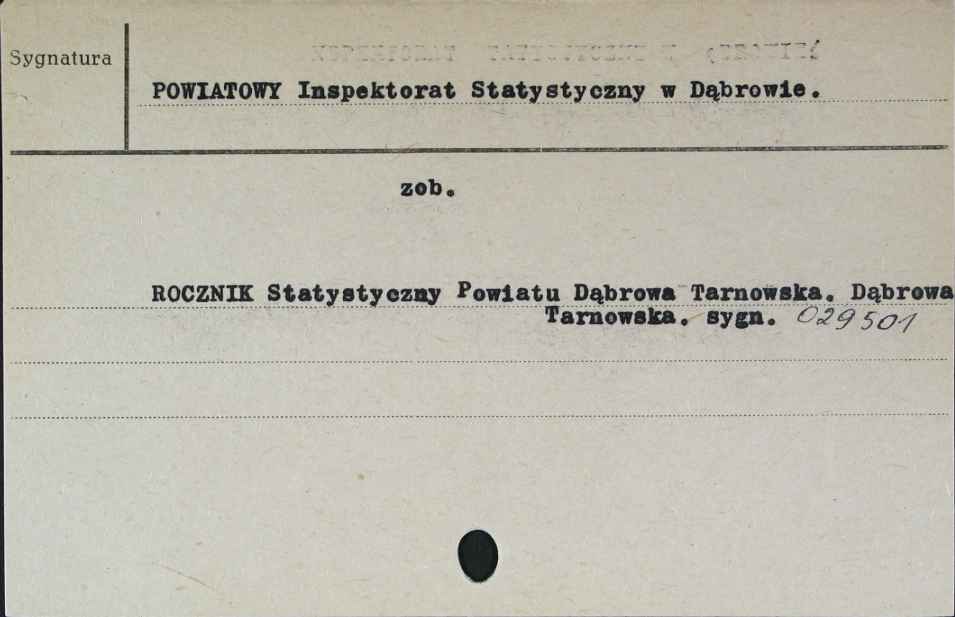 Sygnatura
POWIATOWY Inspektorat Statystyczny w Dąbrowie.
zob.
ROCZNIK Statystyczny Powiatu Dąbrowa Tarnowska. Dąbrowa
Tarnowska. sygn. 029501